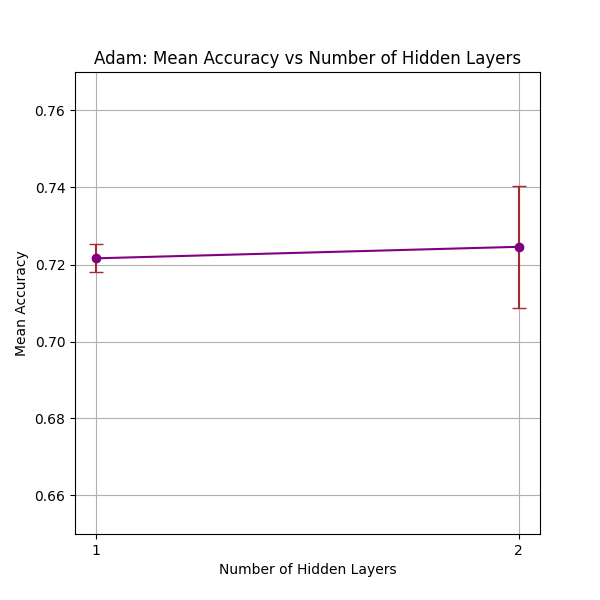 Adam: Mean Accuracy vs Number of Hidden Layers
0.76
0.74
0.72
0.70
0.68
0.66
Mean Accuracy
1
2
Number of Hidden Layers